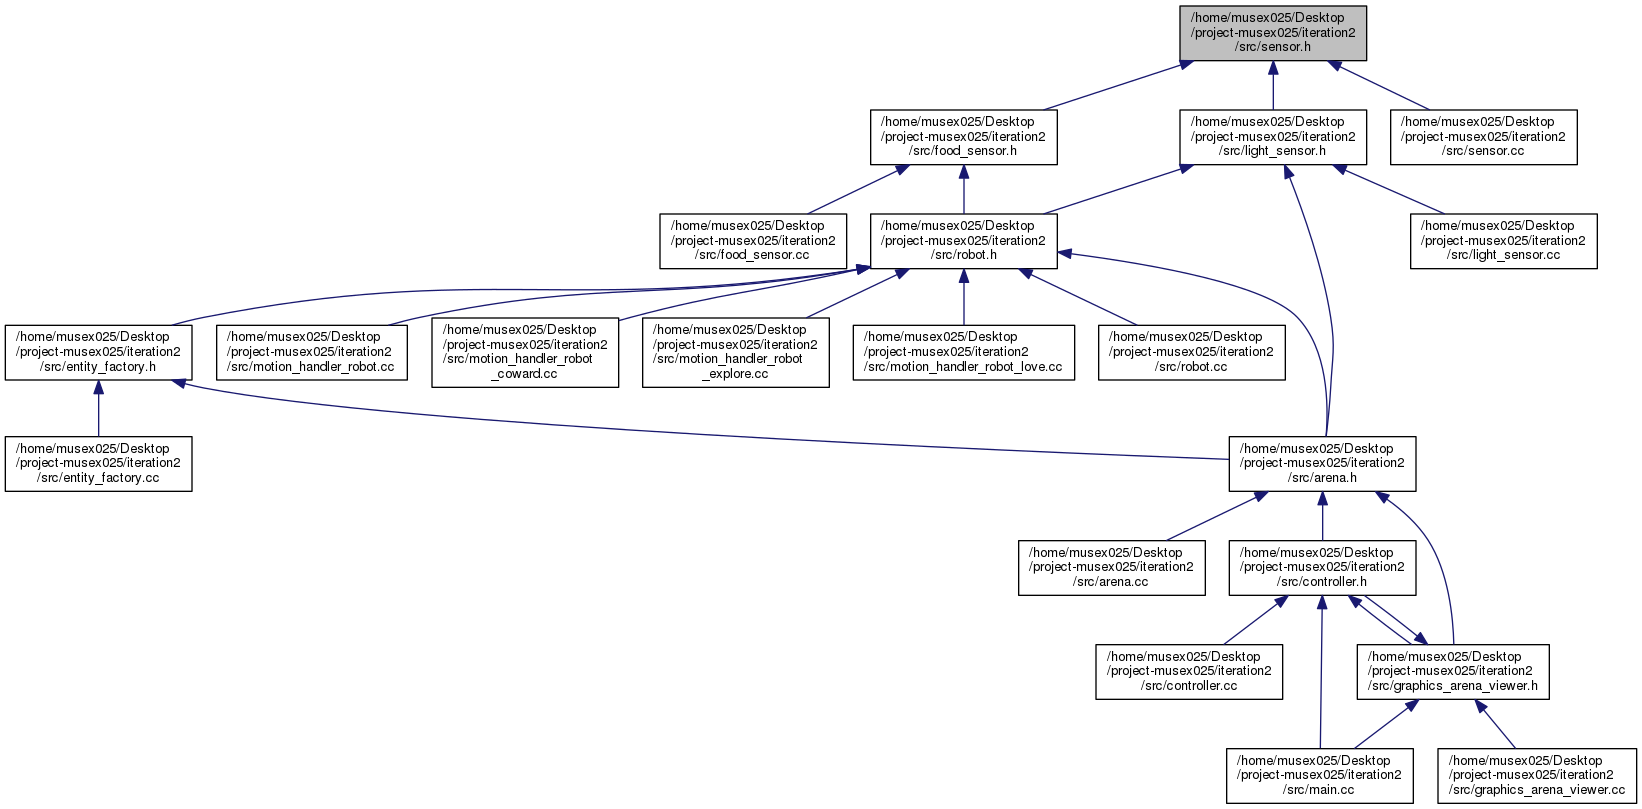 /home/musex025/Desktop
/project-musex025/iteration2
/src/sensor.h
/home/musex025/Desktop
/project-musex025/iteration2
/src/food_sensor.h
/home/musex025/Desktop
/project-musex025/iteration2
/src/light_sensor.h
/home/musex025/Desktop
/project-musex025/iteration2
/src/sensor.cc
/home/musex025/Desktop
/project-musex025/iteration2
/src/food_sensor.cc
/home/musex025/Desktop
/project-musex025/iteration2
/src/robot.h
/home/musex025/Desktop
/project-musex025/iteration2
/src/light_sensor.cc
/home/musex025/Desktop
/project-musex025/iteration2
/src/entity_factory.h
/home/musex025/Desktop
/project-musex025/iteration2
/src/motion_handler_robot.cc
/home/musex025/Desktop
/project-musex025/iteration2
/src/motion_handler_robot
_coward.cc
/home/musex025/Desktop
/project-musex025/iteration2
/src/motion_handler_robot
_explore.cc
/home/musex025/Desktop
/project-musex025/iteration2
/src/motion_handler_robot_love.cc
/home/musex025/Desktop
/project-musex025/iteration2
/src/robot.cc
/home/musex025/Desktop
/project-musex025/iteration2
/src/entity_factory.cc
/home/musex025/Desktop
/project-musex025/iteration2
/src/arena.h
/home/musex025/Desktop
/project-musex025/iteration2
/src/arena.cc
/home/musex025/Desktop
/project-musex025/iteration2
/src/controller.h
/home/musex025/Desktop
/project-musex025/iteration2
/src/controller.cc
/home/musex025/Desktop
/project-musex025/iteration2
/src/graphics_arena_viewer.h
/home/musex025/Desktop
/project-musex025/iteration2
/src/main.cc
/home/musex025/Desktop
/project-musex025/iteration2
/src/graphics_arena_viewer.cc